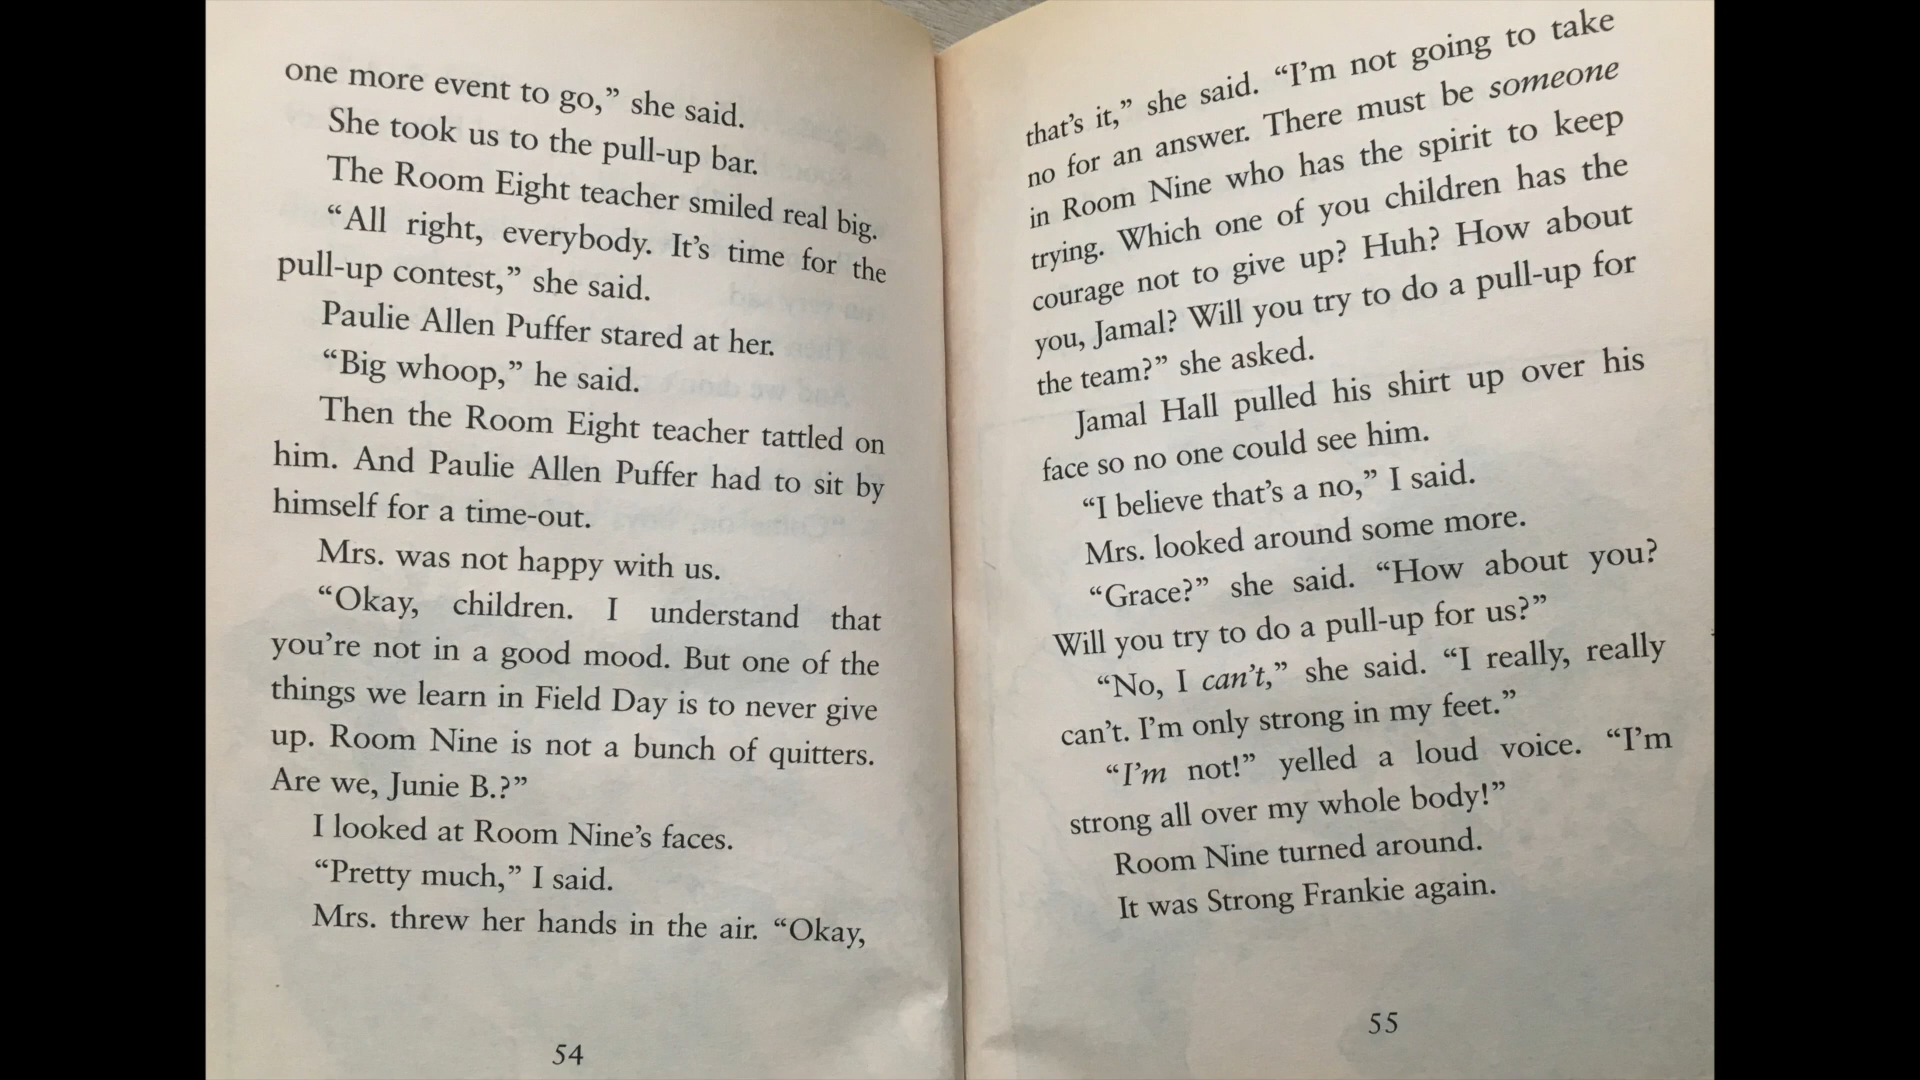 one more event to go,” she said.
She took us to the pull-up bar.
The Room Eight teacher smiled real big.
“All right, everybody. It’s time for the
pull-up contest,” she said.
Paulie Allen Puffer stared at her.
“Big whoop,” he said.
Then the Room Eight teacher tattled on
him. And Paulie Allen Puffer had to sit by
himself for a time-out.
Mrs. was not happy with us.
“Okay, children. I understand that
you’re not in a good mood. But one of the
things we learn in Field Day is to never give
up. Room Nine is not a bunch of quitters.
Are we, Junie B.?”
I looked at Room Nine’s faces.
“Pretty much,” I said.
Mrs. threw her hands in the air. “Okay,
54
that’s it,” she said. “I’m not going to take
no for an answer. There must be someone
in Room Nine who has the spirit to keep
trying. Which one of you children has the
courage not to give up? Huh? How about
you, Jamal? Will you try to do a pull-up for
the team?” she asked.
Jamal Hall pulled his shirt up over his
face so no one could see him.
“I believe that’s a no,” I said.
Mrs. looked around some more.
“Grace?” she said. “How about you?
Will you try to do a pull-up for us?”
“No, I can’t,” she said. “I really, really
can’t. I’m only strong in my feet.”
“I’m not!” yelled a loud voice. “I’m
strong all over my whole body!”
Room Nine turned around.
It was Strong Frankie again.
55